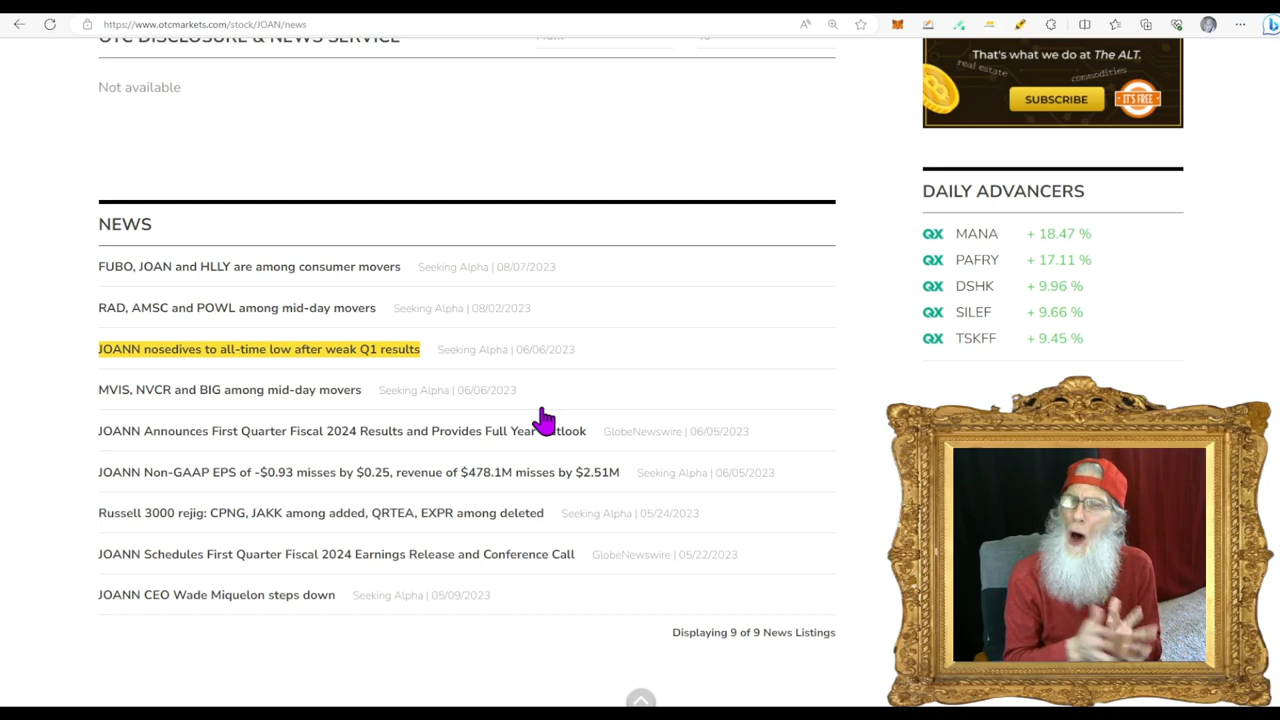 https://www.otcmarkets.com/stock/JOAN/news
OTC DISCLOSURE & NEWS SERVICE
Not available
NEWS
FUBO, JOAN and HLLY are among consumer movers Seeking Alpha | 08/07/2023
RAD, AMSC and POWL among mid-day movers Seeking Alpha | 08/02/2023
JOANN nosedives to all-time low after weak Q1 results Seeking Alpha | 06/06/2023
MVIS, NVCR and BIG among mid-day movers Seeking Alpha | 06/06/2023
JOANN Announces First Quarter Fiscal 2024 Results and Provides Full Year Outlook GlobeNewswire | 06/05/2023
JOANN Non-GAAP EPS of -$0.93 misses by $0.25, revenue of $478.1M misses by $2.51M Seeking Alpha | 06/05/2023
Russell 3000 rejig: CPNG, JAKK among added, QRTEA, EXPR among deleted Seeking Alpha | 05/24/2023
JOANN Schedules First Quarter Fiscal 2024 Earnings Release and Conference Call GlobeNewswire | 05/22/2023
JOANN CEO Wade Miquelon steps down Seeking Alpha | 05/09/2023
Displaying 9 of 9 News Listings
That's what we do at The ALT.
real estate
commodities
SUBSCRIBE
IT'S FREE
DAILY ADVANCERS
QX MANA + 18.47 %
QX PAFRY + 17.11 %
QX DSHK + 9.96 %
QX SILEF + 9.66 %
QX TSKFF + 9.45 %